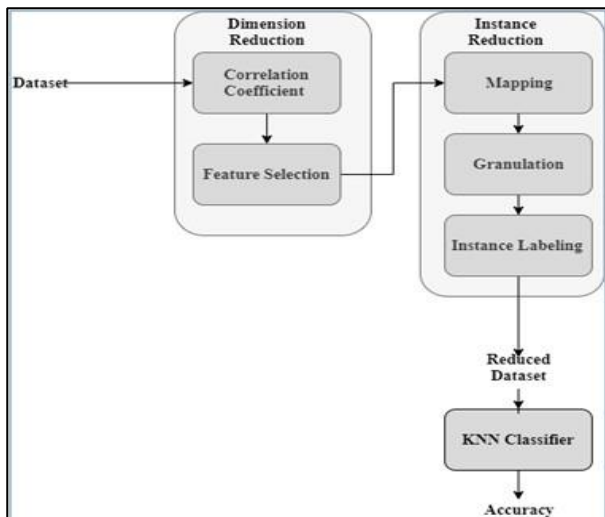 Dimension
Reduction
Dataset
Correlation
Coefficient
Feature Selection
Instance
Reduction
Mapping
Granulation
Instance Labeling
Reduced
Dataset
KNN Classifier
Accuracy